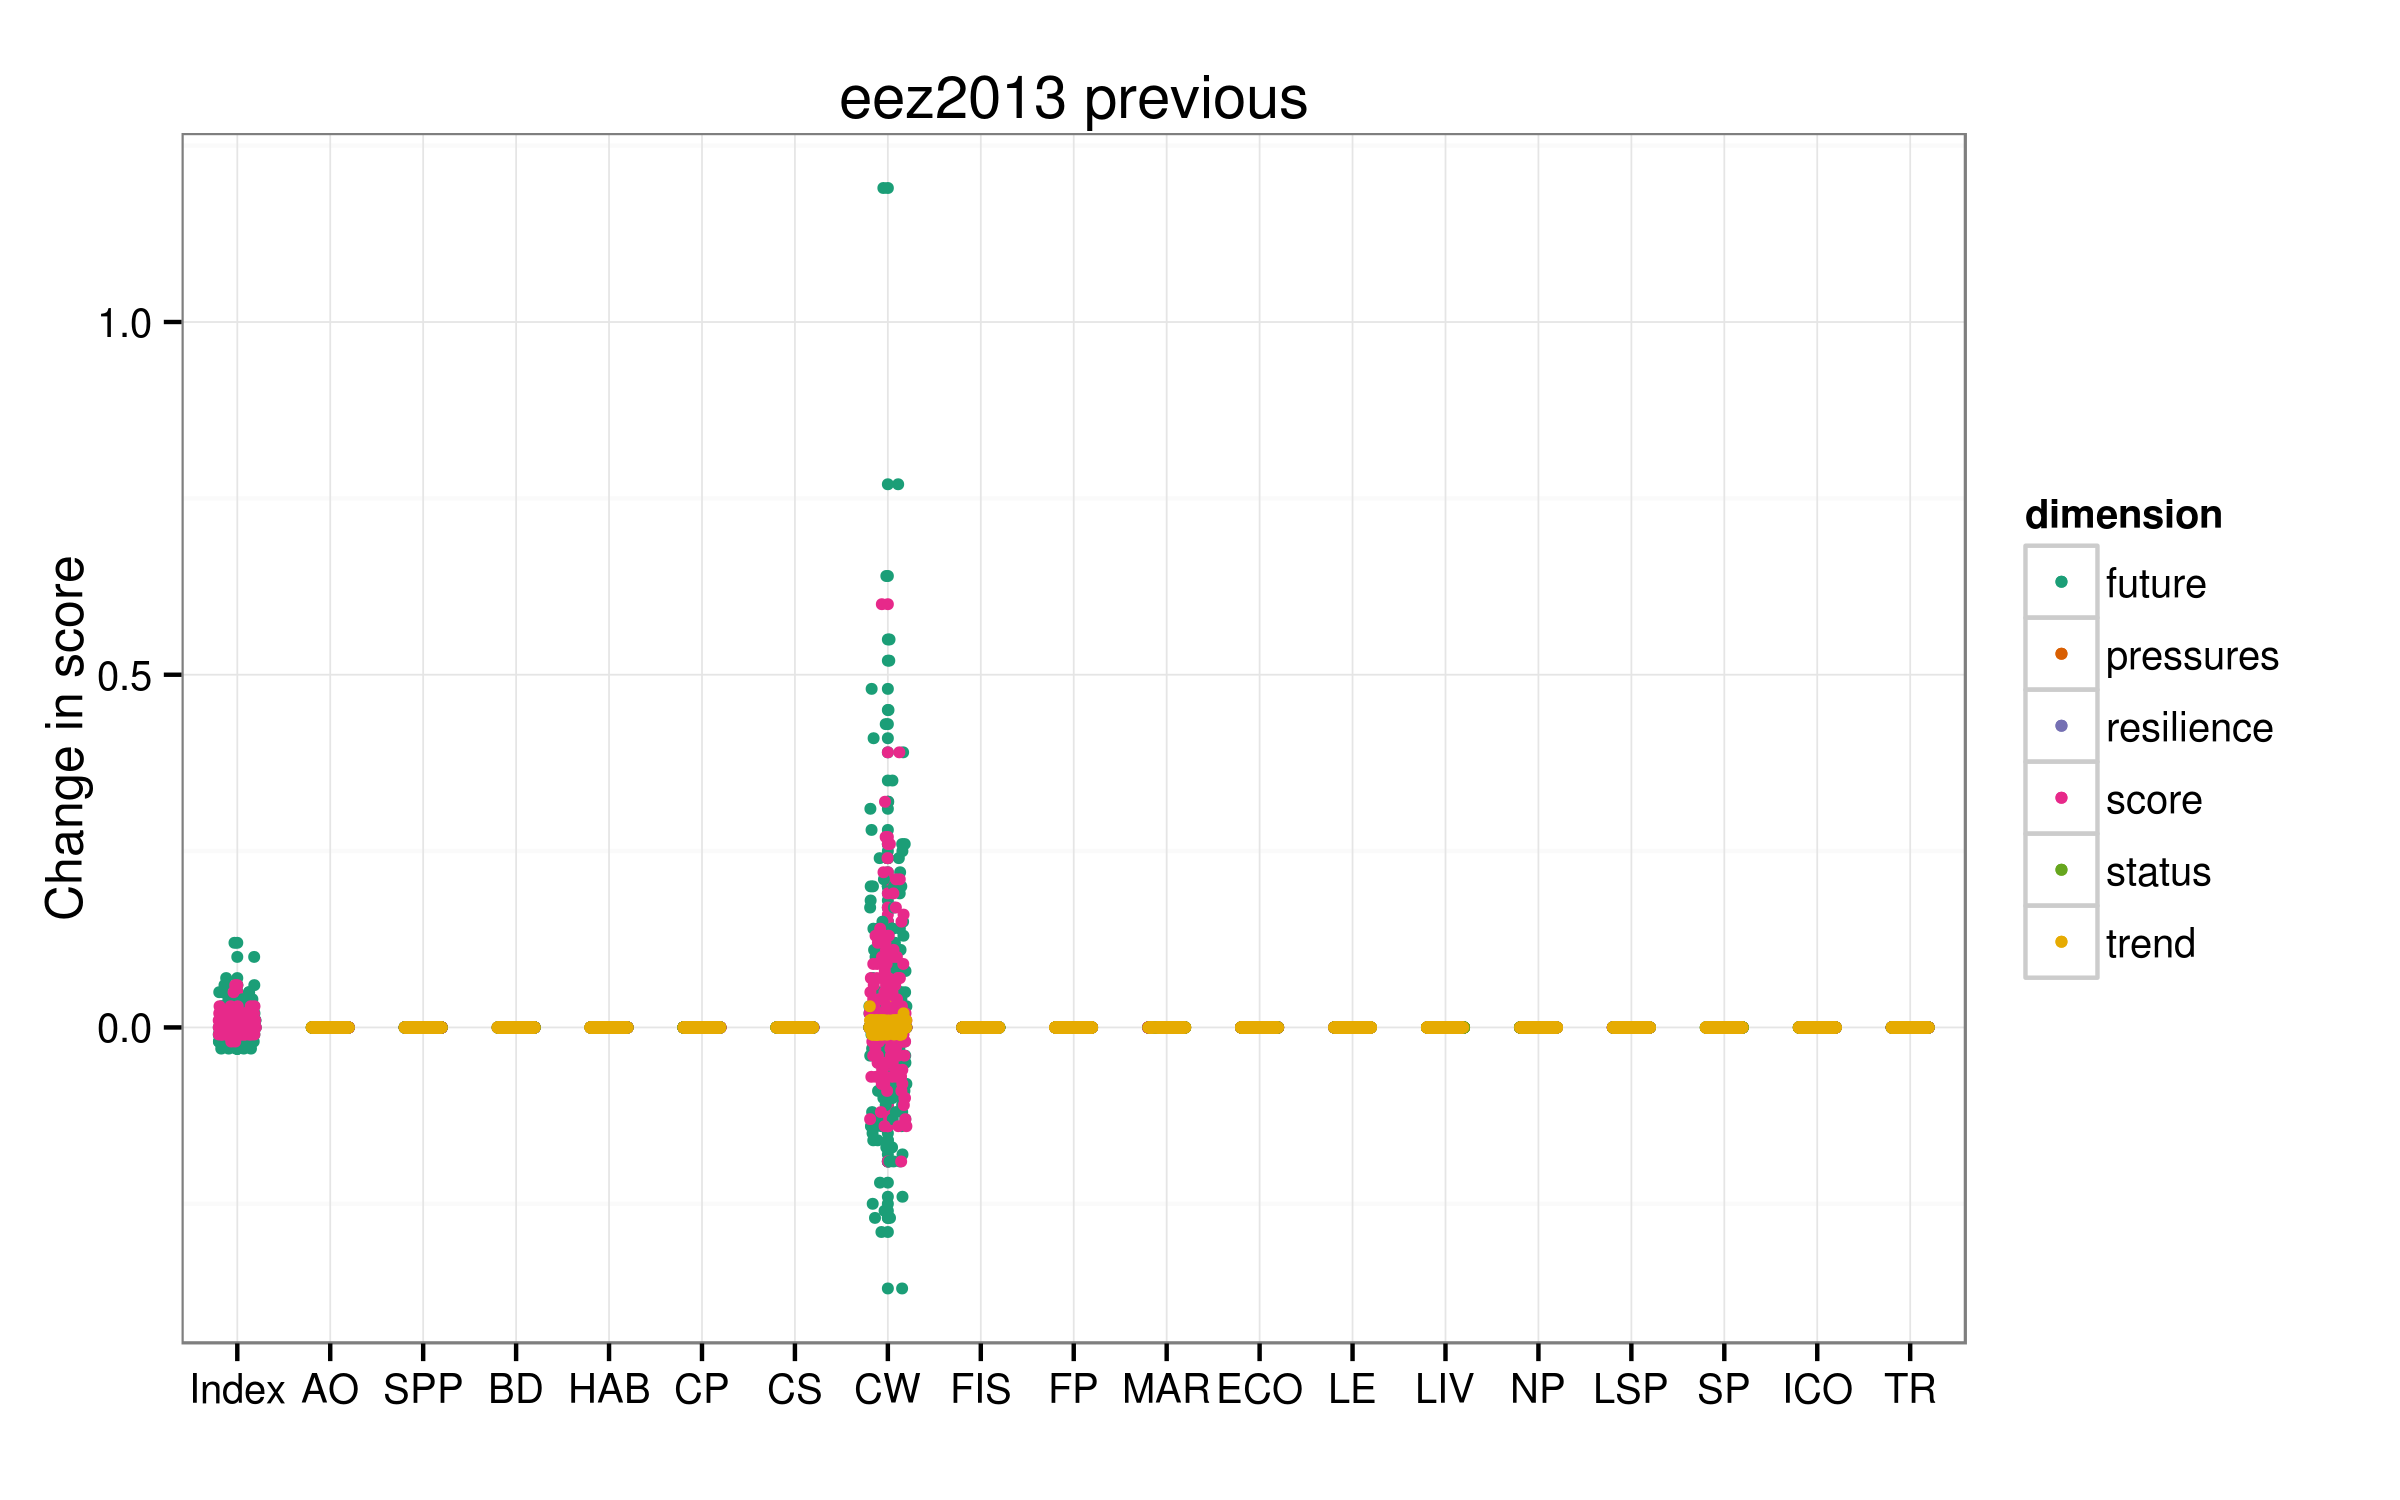 eez2013 previous
Change in score
1.0
0.5
0.0
Index AO SPP BD HAB CP CS CW FIS FP MAR ECO LE LIV NP LSP SP ICO TR
dimension
future
pressures
resilience
score
status
trend